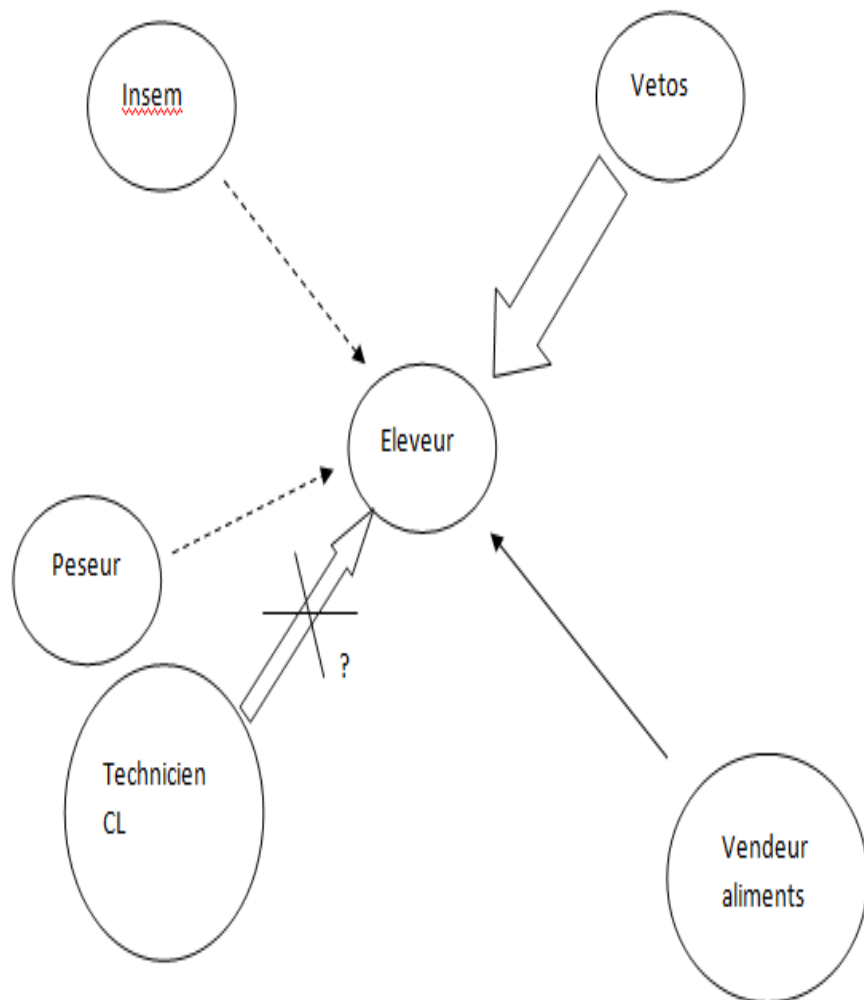 Insem
Vetos
Eleveur
Peseur
?
Technicien
CL
Vendeur
aliments